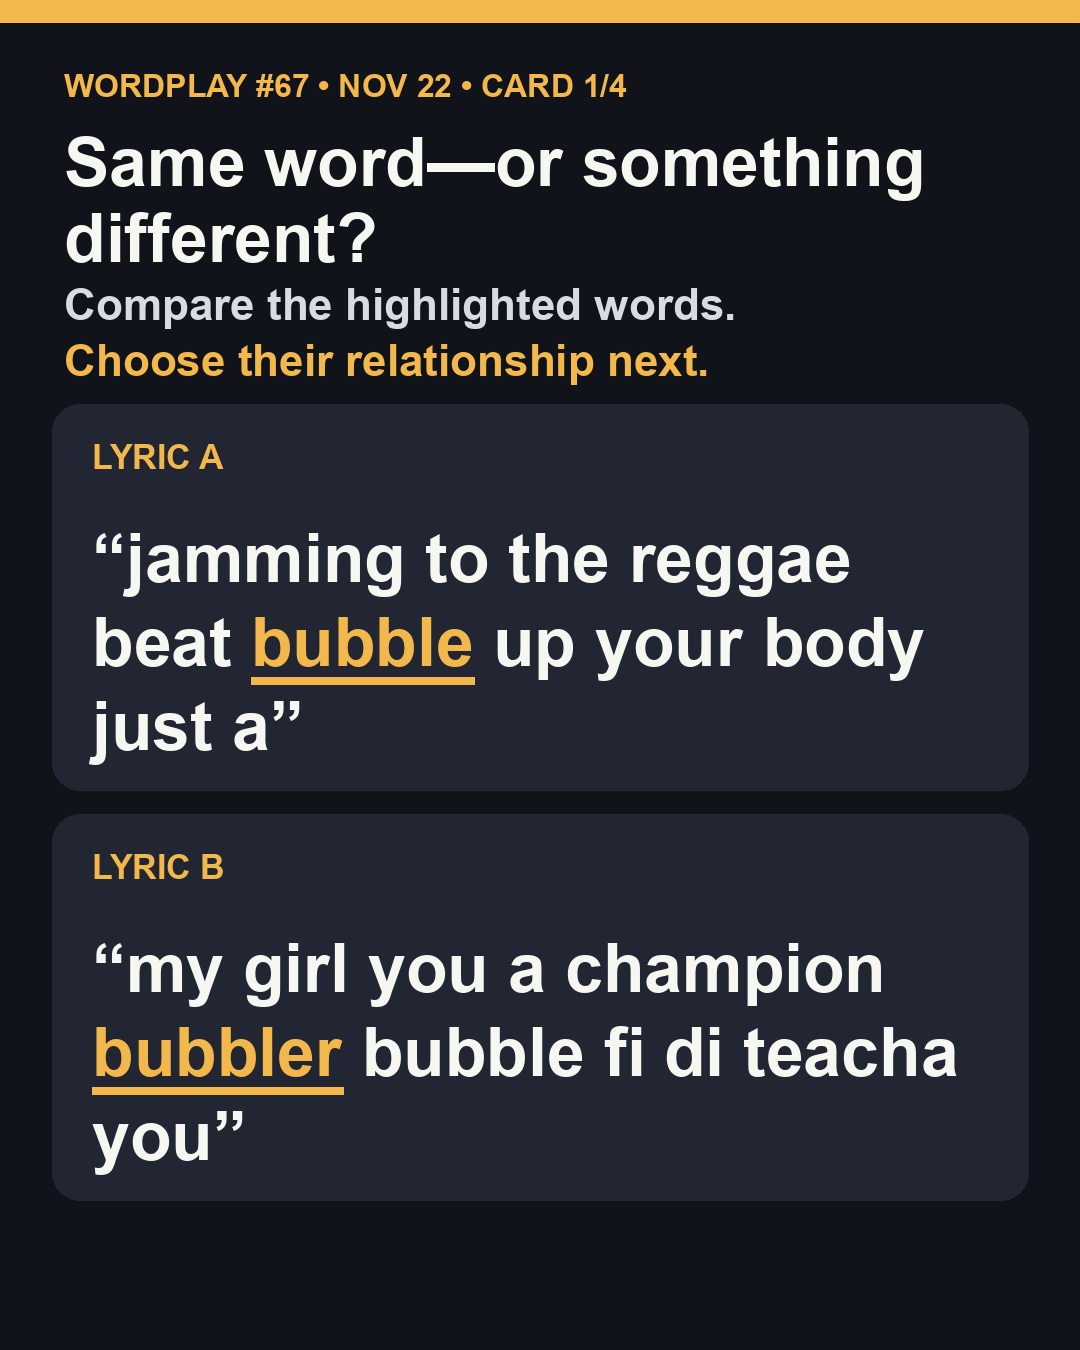 WORDPLAY #67 • NOV 22 • CARD 1/4
Same word—or something
different?
Compare the highlighted words.
Choose their relationship next.
LYRIC A
“jamming to the reggae
beat bubble up your body
just a”
LYRIC B
“my girl you a champion
bubbler bubble fi di teacha
you”